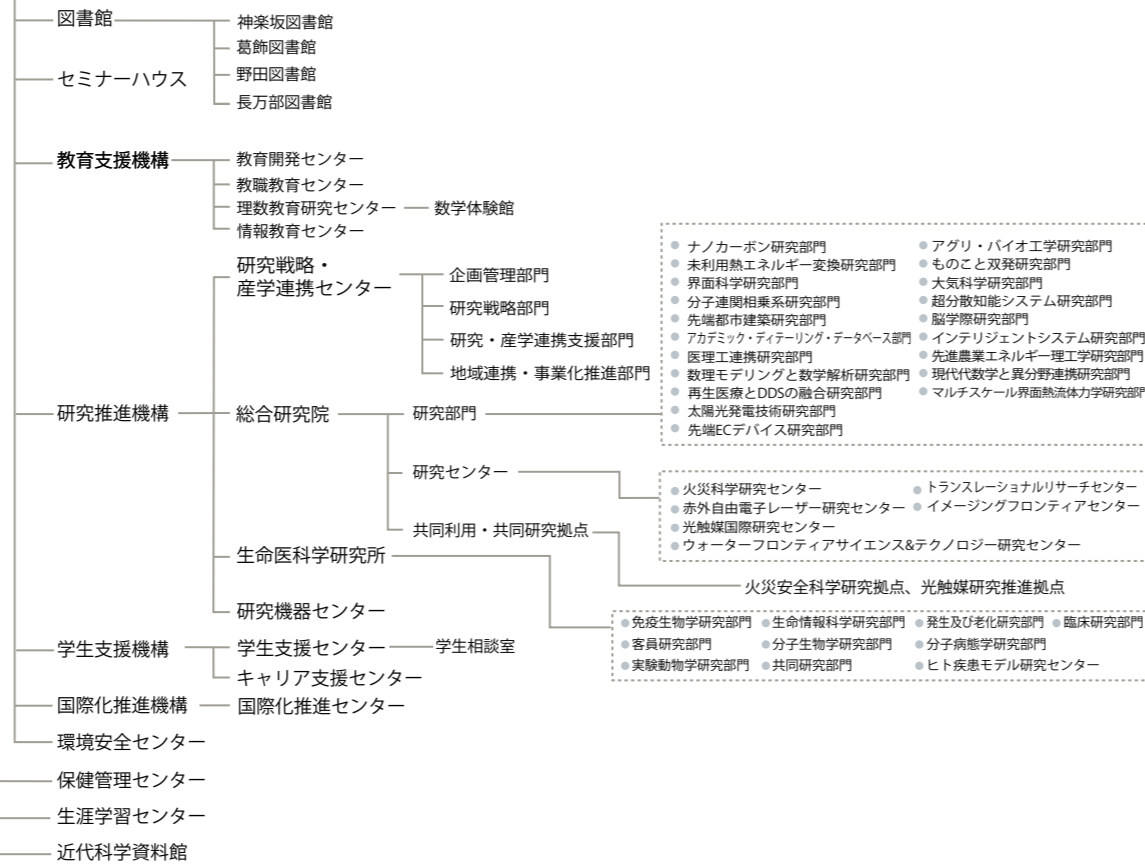 図書館
神楽坂図書館
葛飾図書館
野田図書館
長万部図書館
セミナーハウス
教育支援機構
教育開発センター
教職教育センター
理数教育研究センター
数学体験館
情報教育センター
研究推進機構
研究戦略・
産学連携センター
企画管理部門
研究戦略部門
研究・産学連携支援部門
地域連携・事業化推進部門
総合研究院
研究部門
ナノカーボン研究部門
未利用熱エネルギー変換研究部門
界面科学研究部門
分子連関相乗系研究部門
先端都市建築研究部門
アカデミック・ディテーリング・データベース部門
医理工連携研究部門
数理モデリングと数学解析研究部門
再生医療とDDSの融合研究部門
太陽光発電技術研究部門
先端ECデバイス研究部門
アグリ・バイオ工学研究部門
ものこと双発研究部門
大気科学研究部門
超分散知能システム研究部門
脳学際研究部門
インテリジェントシステム研究部門
先進農業エネルギー理工学研究部門
現代代数学と異分野連携研究部門
マルチスケール界面熱流体力学研究部門
研究センター
火災科学研究センター
赤外自由電子レーザー研究センター
光触媒国際研究センター
ウォーターフロンティアサイエンス&テクノロジー研究センター
トランスレーショナルリサーチセンター
イメージングフロンティアセンター
共同利用・共同研究拠点
火災安全科学研究拠点、光触媒研究推進拠点
生命医科学研究所
免疫生物学研究部門
生命情報科学研究部門
発生及び老化研究部門
臨床研究部門
客員研究部門
分子生物学研究部門
分子病態学研究部門
実験動物学研究部門
共同研究部門
ヒト疾患モデル研究センター
研究機器センター
学生支援機構
学生支援センター
学生相談室
キャリア支援センター
国際化推進機構
国際化推進センター
環境安全センター
保健管理センター
生涯学習センター
近代科学資料館